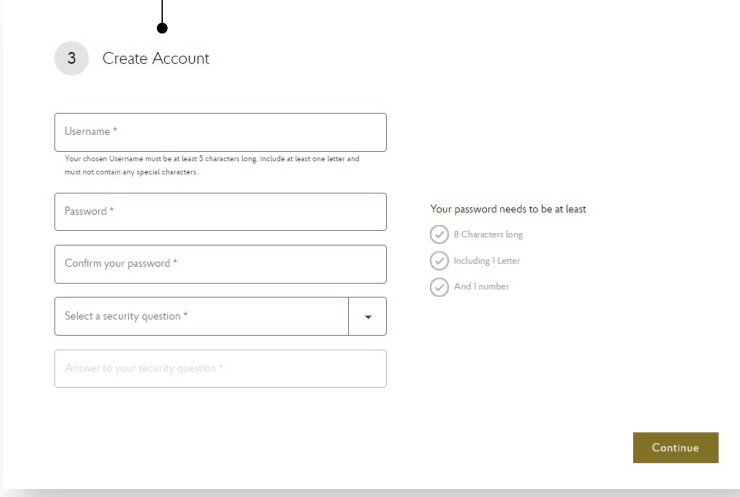 3 Create Account
Username *
Your chosen Username must be at least 5 characters long, include at least one letter and
must not contain any special characters.
Password *
Your password needs to be at least
8 Characters long
Confirm your password *
Including 1 Letter
And 1 number
Select a security question *
Answer to your security question *
Continue